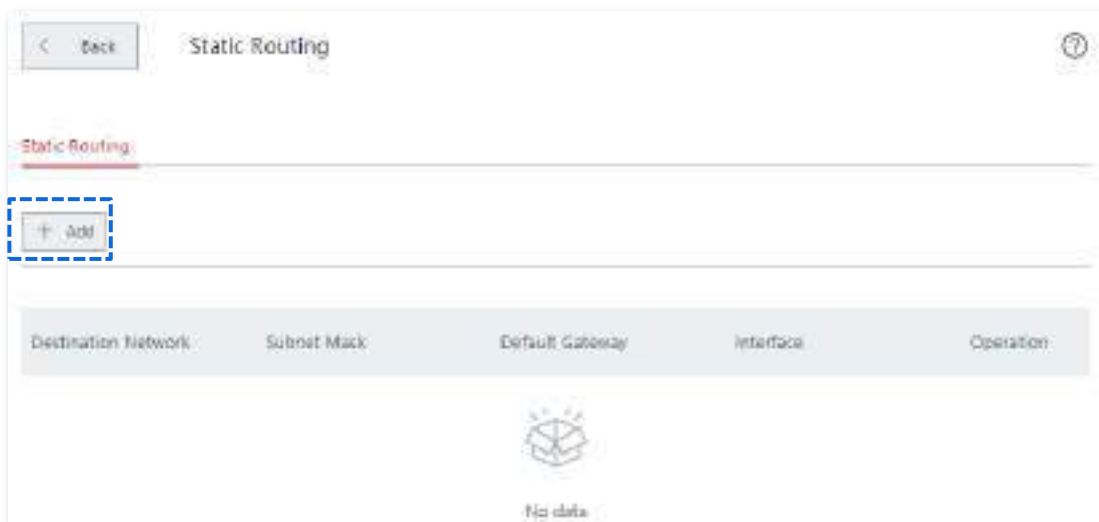 < Back Static Routing ?
Static Routing
+ Add
Destination Network Subnet Mask Default Gateway Interface Operation
No data